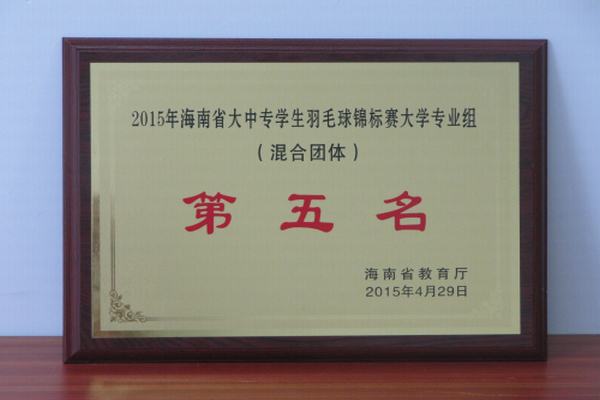 2015年海南省大中专学生羽毛球锦标赛大学专业组
（混合团体）
第五名
海南省教育厅
2015年4月29日